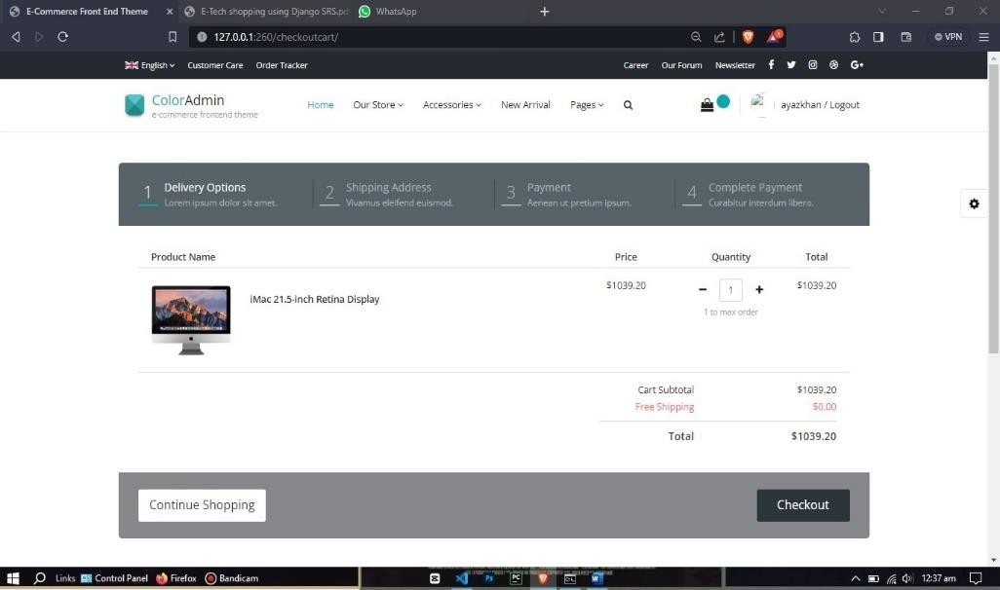 E-Commerce Front End Theme
E-Tech shopping using Django SRS.pd
WhatsApp
127.0.0.1:260/checkoutcart/
VPN
English
Customer Care
Order Tracker
Career
Our Forum
Newsletter
G+
ColorAdmin
e-commerce frontend theme
Home
Our Store
Accessories
New Arrival
Pages
ayazkhan / Logout
1
Delivery Options
Lorem ipsum dolor sit amet.
2
Shipping Address
Vivamus eleifend euismod.
3
Payment
Aenean ut pretium ipsum.
4
Complete Payment
Curabitur interdum libero.
Product Name
Price
Quantity
Total
iMac 21.5-inch Retina Display
$1039.20
1
$1039.20
1 to max order
Cart Subtotal
$1039.20
Free Shipping
$0.00
Total
$1039.20
Continue Shopping
Checkout
Links
Control Panel
Firefox
Bandicam
Ps
PC
W
12:37 am